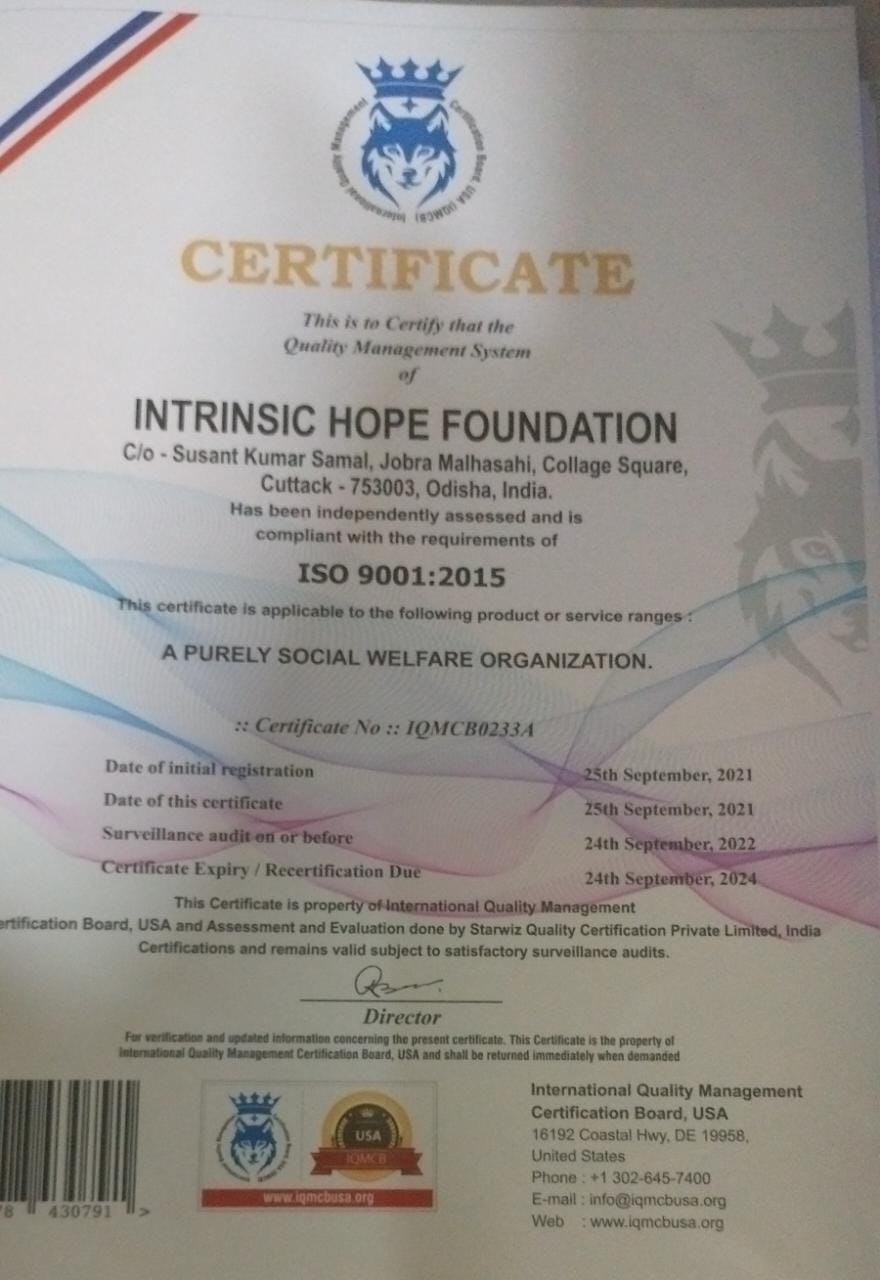 International Quality Management Certification Board, USA (IQMCB)
CERTIFICATE
This is to Certify that the
Quality Management System
of
INTRINSIC HOPE FOUNDATION
C/o - Susant Kumar Samal, Jobra Malhasahi, Collage Square,
Cuttack - 753003, Odisha, India.
Has been independently assessed and is
compliant with the requirements of
ISO 9001:2015
This certificate is applicable to the following product or service ranges :
A PURELY SOCIAL WELFARE ORGANIZATION.
:: Certificate No :: IQMCB0233A
Date of initial registration 25th September, 2021
Date of this certificate 25th September, 2021
Surveillance audit on or before 24th September, 2022
Certificate Expiry / Recertification Due 24th September, 2024
This Certificate is property of International Quality Management
ertification Board, USA and Assessment and Evaluation done by Starwiz Quality Certification Private Limited, India
Certifications and remains valid subject to satisfactory surveillance audits.
Director
For verification and updated information concerning the present certificate. This Certificate is the property of
International Quality Management Certification Board, USA and shall be returned immediately when demanded
8 430791 >
USA
IQMCB
www.iqmcbusa.org
International Quality Management
Certification Board, USA
16192 Coastal Hwy, DE 19958,
United States
Phone : +1 302-645-7400
E-mail : info@iqmcbusa.org
Web : www.iqmcbusa.org